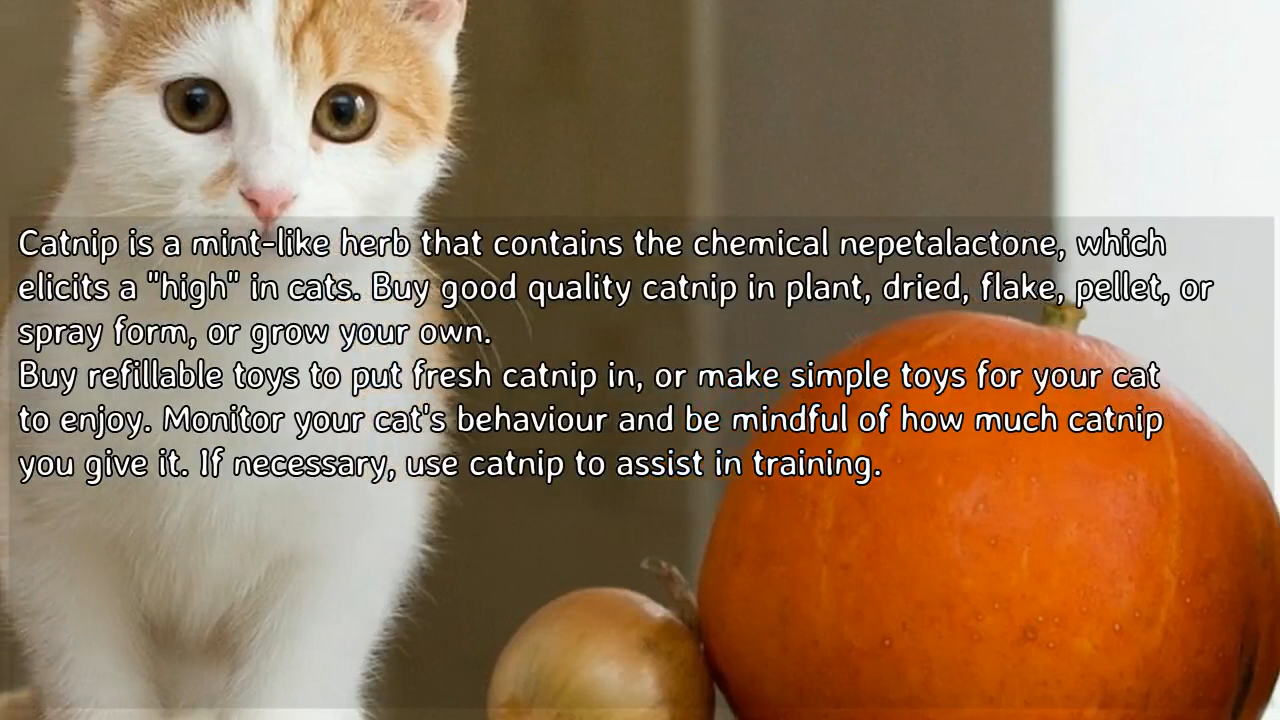 Catnip is a mint-like herb that contains the chemical nepetalactone, which
elicits a "high" in cats. Buy good quality catnip in plant, dried, flake, pellet, or
spray form, or grow your own.
Buy refillable toys to put fresh catnip in, or make simple toys for your cat
to enjoy. Monitor your cat's behaviour and be mindful of how much catnip
you give it. If necessary, use catnip to assist in training.